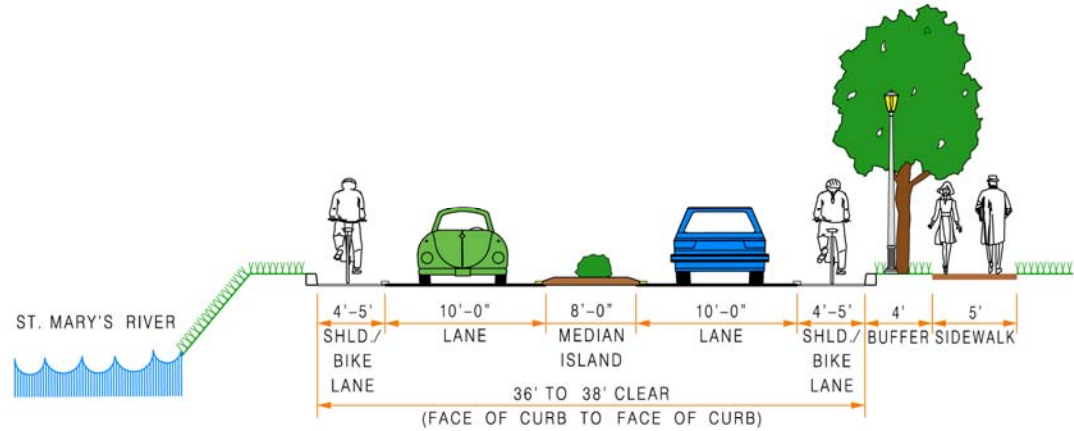 ST. MARY'S RIVER
4'-5'
SHLD./
BIKE
LANE
10'-0"
LANE
8'-0"
MEDIAN
ISLAND
10'-0"
LANE
4'-5'
SHLD./
BIKE
LANE
4'
BUFFER
5'
SIDEWALK
36' TO 38' CLEAR
(FACE OF CURB TO FACE OF CURB)